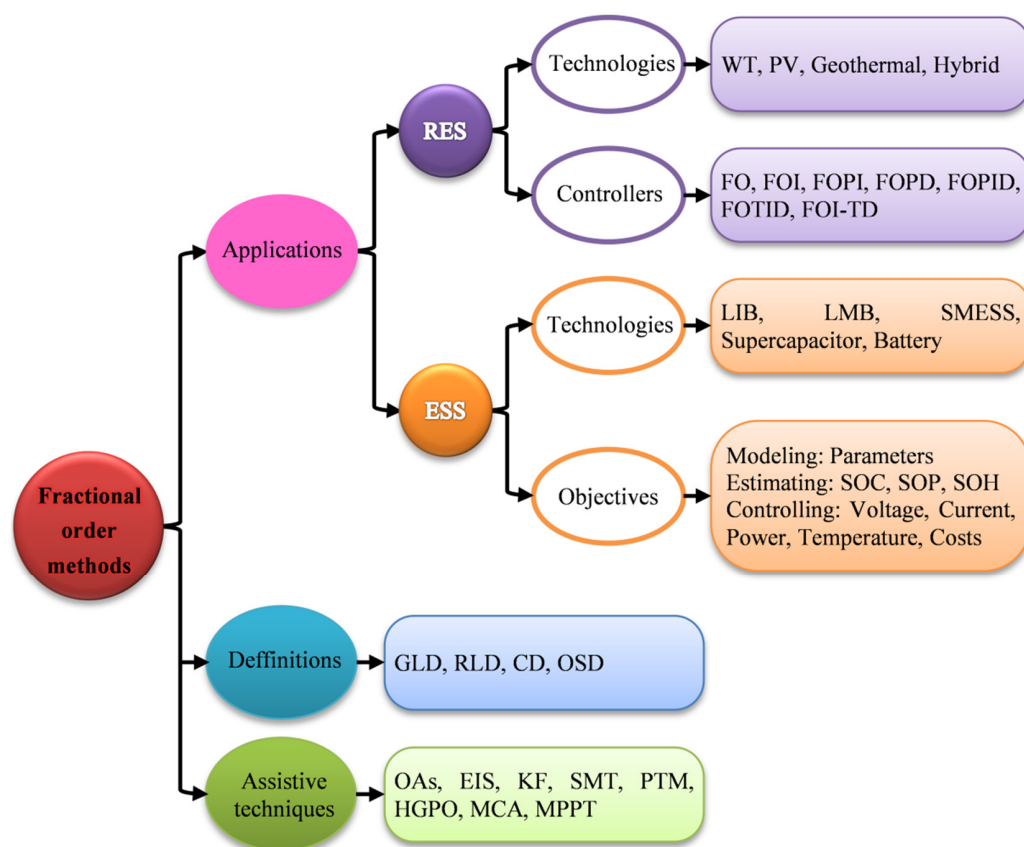 Technologies
WT, PV, Geothermal, Hybrid
RES
Controllers
FO, FOI, FOPI, FOPD, FOPID,
FOTID, FOI-TD
Applications
Technologies
LIB, LMB, SMESS,
Supercapacitor, Battery
ESS
Objectives
Modeling: Parameters
Estimating: SOC, SOP, SOH
Controlling: Voltage, Current,
Power, Temperature, Costs
Fractional
order
methods
Deffinitions
GLD, RLD, CD, OSD
Assistive
techniques
OAs, EIS, KF, SMT, PTM,
HGPO, MCA, MPPT